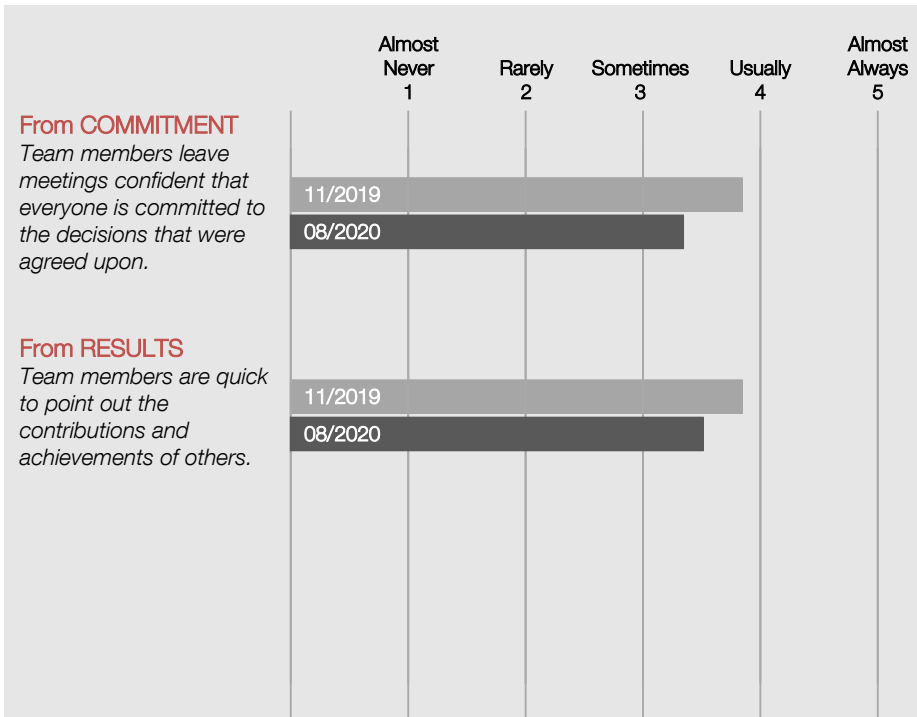 Almost
Never
1
Rarely
2
Sometimes
3
Usually
4
Almost
Always
5
From COMMITMENT
Team members leave
meetings confident that
everyone is committed to
the decisions that were
agreed upon.
11/2019
08/2020
From RESULTS
Team members are quick
to point out the
contributions and
achievements of others.
11/2019
08/2020